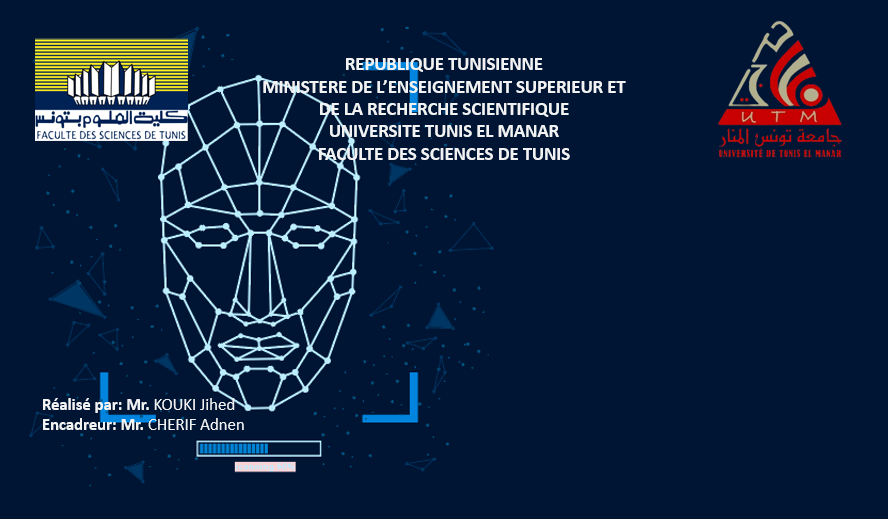 REPUBLIQUE TUNISIENNE
MINISTERE DE L’ENSEIGNEMENT SUPERIEUR ET
DE LA RECHERCHE SCIENTIFIQUE
UNIVERSITE TUNIS EL MANAR
FACULTE DES SCIENCES DE TUNIS
كلية العلوم بتونس
FACULTE DES SCIENCES DE TUNIS
U T M
جامعة تونس المنار
UNIVERSITÉ DE TUNIS EL MANAR
Réalisé par: Mr. KOUKI Jihed
Encadreur: Mr. CHERIF Adnen